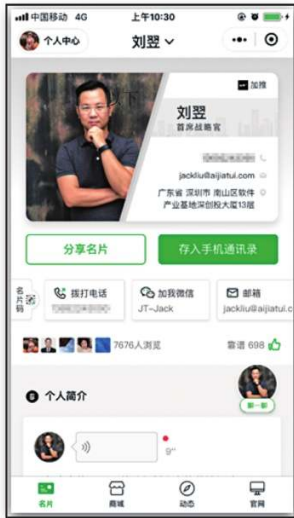 中国移动 4G
上午10:30
个人中心
刘翌
加推
刘翌
首席战略官
jackliu@aijiatui.com
广东省 深圳市 南山区软件
产业基地深创投大厦13层
分享名片
存入手机通讯录
名片码
拨打电话
加我微信
JT-Jack
邮箱
jackliu@aijiatui.c
7676人浏览
靠谱 698
个人简介
聊一聊
9"
名片
商城
动态
官网